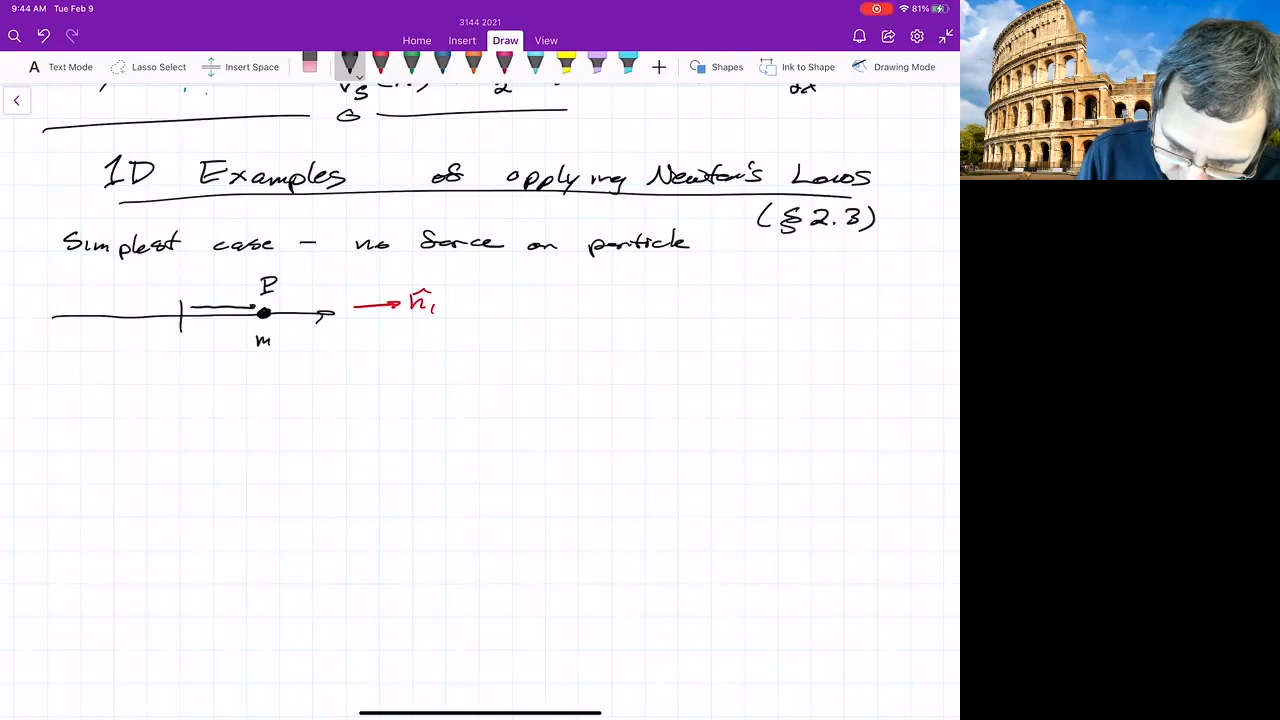 9:44 AM Tue Feb 9
81%
3144 2021
Home Insert Draw View
Text Mode Lasso Select Insert Space Shapes Ink to Shape Drawing Mode
1D Examples of applying Newton's Laws
(§ 2.3)
Simplest case - no force on particle
P
n̂₁
m